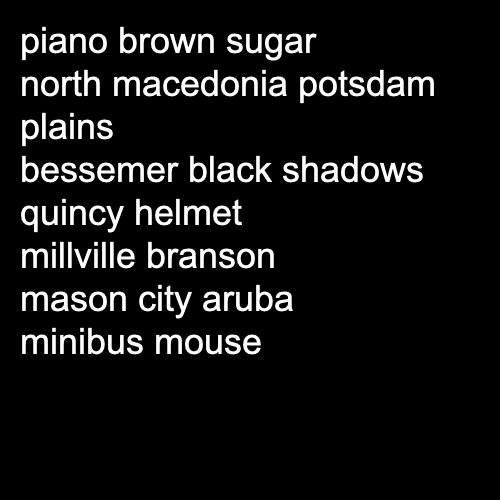 piano brown sugar
north macedonia potsdam
plains
bessemer black shadows
quincy helmet
millville branson
mason city aruba
minibus mouse